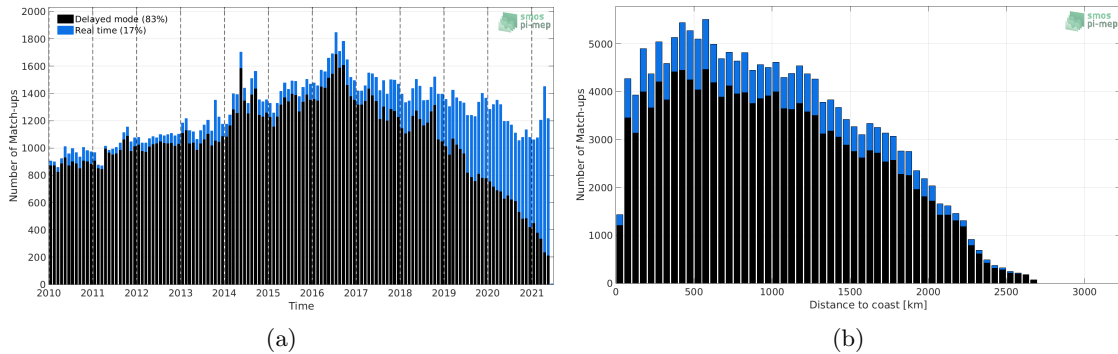 2000
1800
1600
1400
1200
1000
800
600
400
200
0
Number of Match-ups
Delayed mode (83%)
Real time (17%)
smos
pi-mep
2010 2011 2012 2013 2014 2015 2016 2017 2018 2019 2020 2021
Time
(a)
5000
4000
3000
2000
1000
0
Number of Match-ups
smos
pi-mep
0 500 1000 1500 2000 2500 3000
Distance to coast [km]
(b)